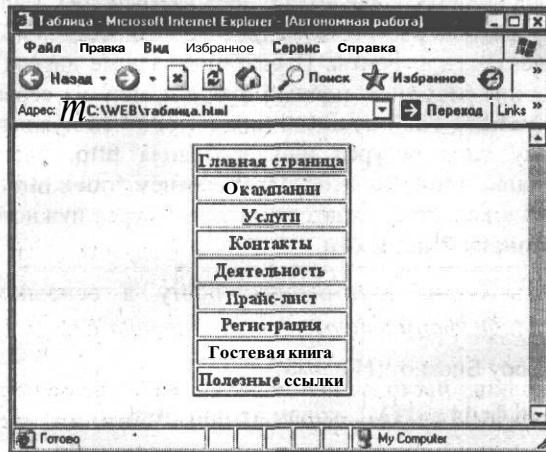 Таблица - Microsoft Internet Explorer - [Автономная работа]
Файл Правка Вид Избранное Сервис Справка
Назад Поиск Избранное »
Адрес: C:\WEB\таблица.html Переход Links »
Главная страница
О кампании
Услуги
Контакты
Деятельность
Прайс-лист
Регистрация
Гостевая книга
Полезные ссылки
Готово My Computer